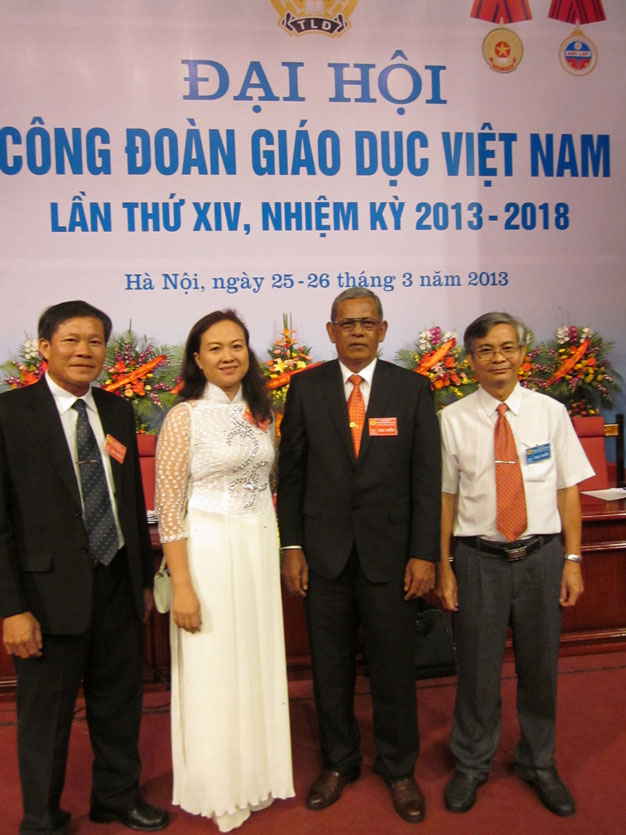 TLD
ĐẠI HỘI
CÔNG ĐOÀN GIÁO DỤC VIỆT NAM
LẦN THỨ XIV, NHIỆM KỲ 2013-2018
Hà Nội, ngày 25-26 tháng 3 năm 2013